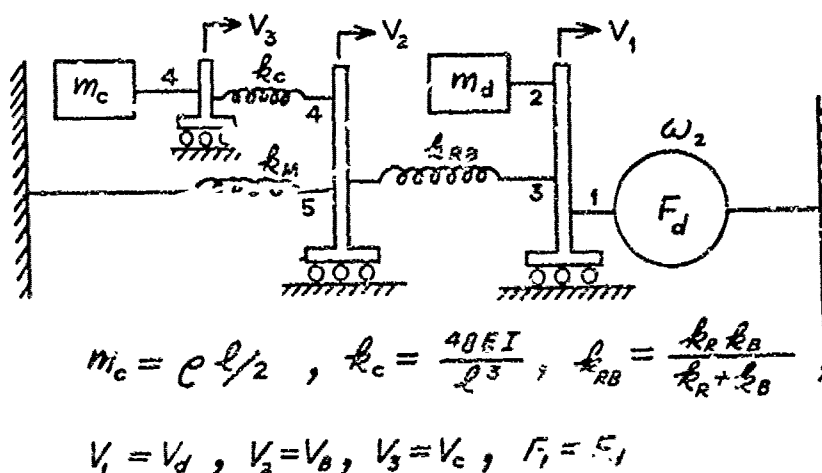 V₃ V₂ V₁
m_c 4 k_c 4 m_d 2
k_M 5 k_RB 3 1 ω₂ F_d
m_c = ρ l/2 , k_c = 48EI/l³ , k_RB = k_R k_B / k_R + k_B ,
V₁ = V_d , V₂ = V_B , V₃ = V_c , F₁ =